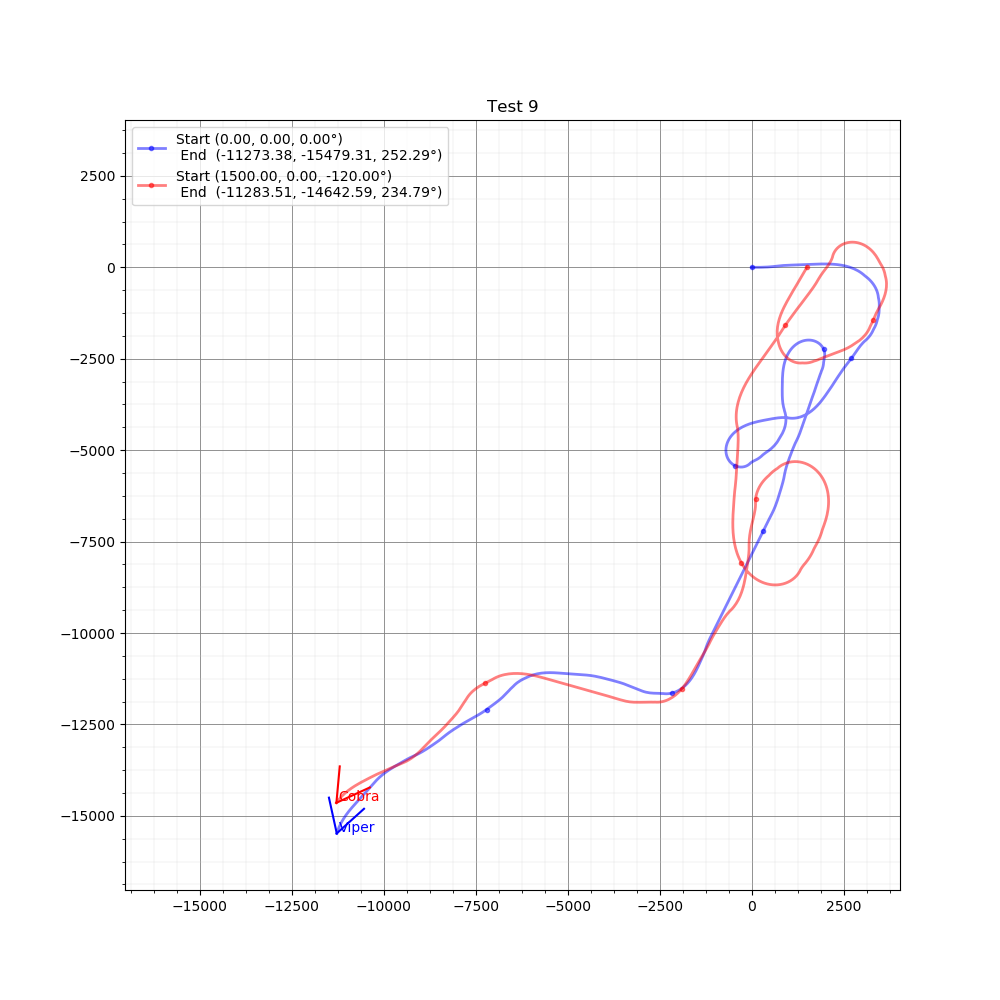 Test 9
Start (0.00, 0.00, 0.00°)
End  (-11273.38, -15479.31, 252.29°)
Start (1500.00, 0.00, -120.00°)
End  (-11283.51, -14642.59, 234.79°)
2500
0
−2500
−5000
−7500
−10000
−12500
−15000
Cobra
Viper
−15000 −12500 −10000 −7500 −5000 −2500 0 2500